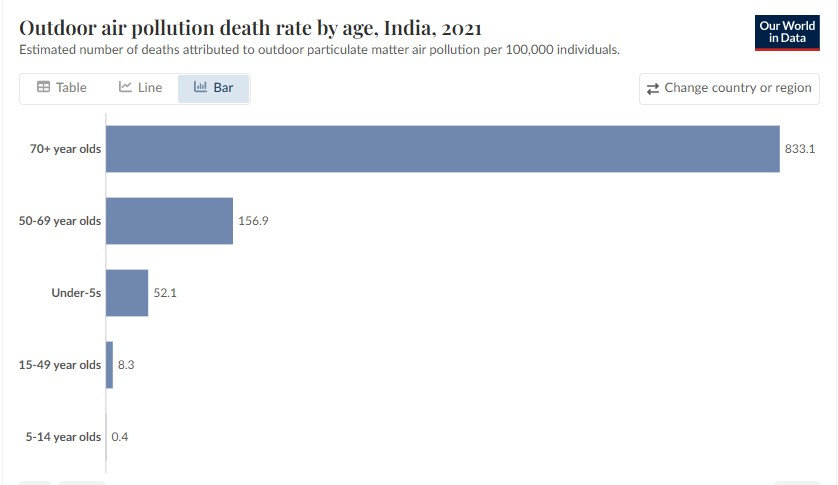 Outdoor air pollution death rate by age, India, 2021
Estimated number of deaths attributed to outdoor particulate matter air pollution per 100,000 individuals.
Our World
in Data
Table
Line
Bar
Change country or region
70+ year olds 833.1
50-69 year olds 156.9
Under-5s 52.1
15-49 year olds 8.3
5-14 year olds 0.4